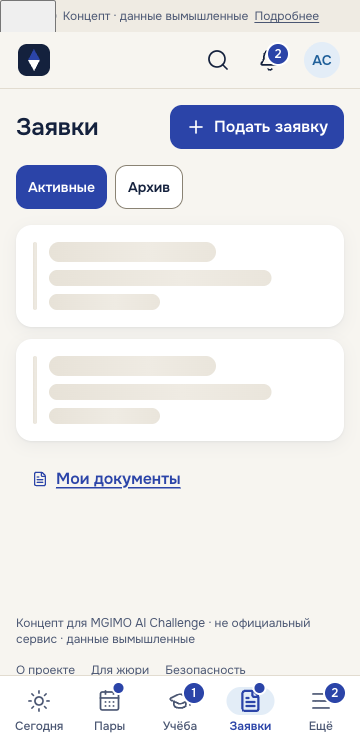 Концепт · данные вымышленные Подробнее
2
АС
Заявки
Подать заявку
Активные
Архив
Мои документы
Концепт для MGIMO AI Challenge · не официальный
сервис · данные вымышленные
О проекте Для жюри Безопасность
1
2
Сегодня Пары Учёба Заявки Ещё